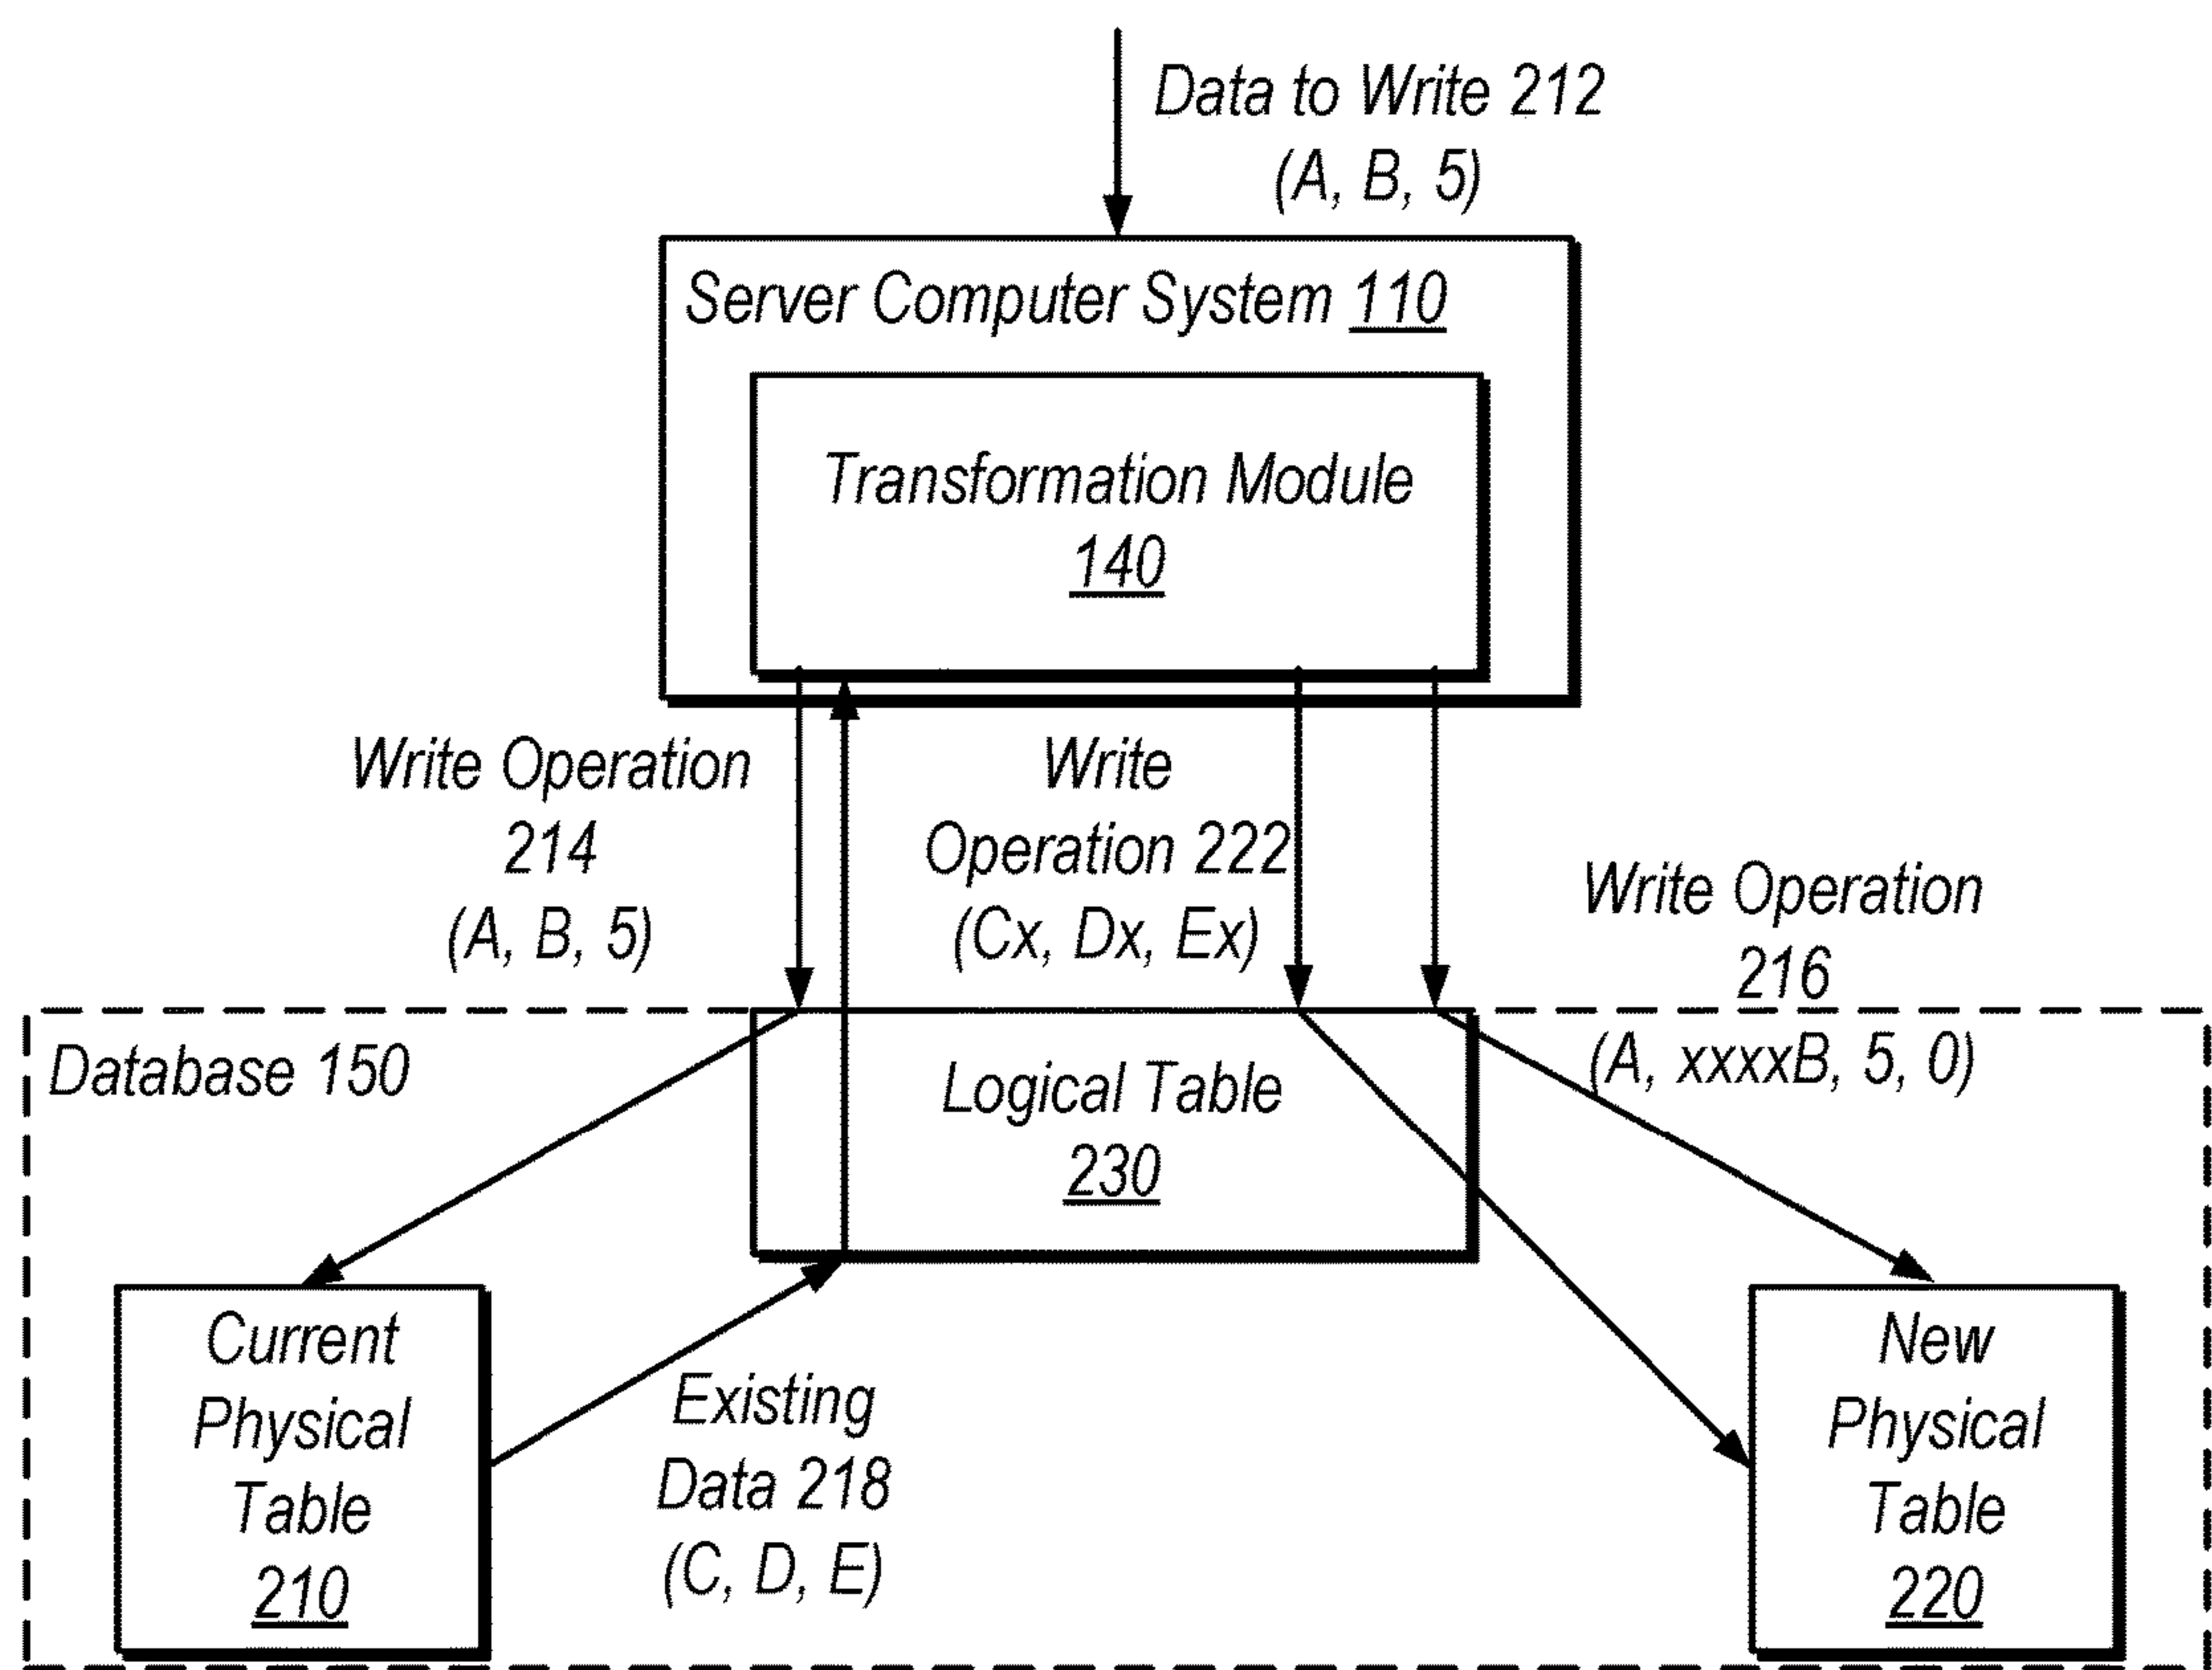 Data to Write 212
(A, B, 5)
Server Computer System 110
Transformation Module
140
Write Operation
214
(A, B, 5)
Write
Operation 222
(Cx, Dx, Ex)
Write Operation
216
(A, xxxxB, 5, 0)
Database 150
Logical Table
230
Current
Physical
Table
210
Existing
Data 218
(C, D, E)
New
Physical
Table
220